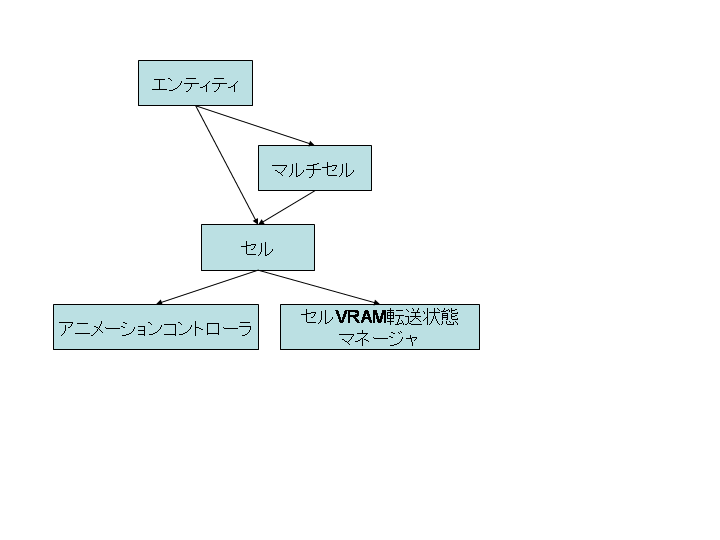 エンティティ
マルチセル
セル
アニメーションコントローラ
セルVRAM転送状態
マネージャ